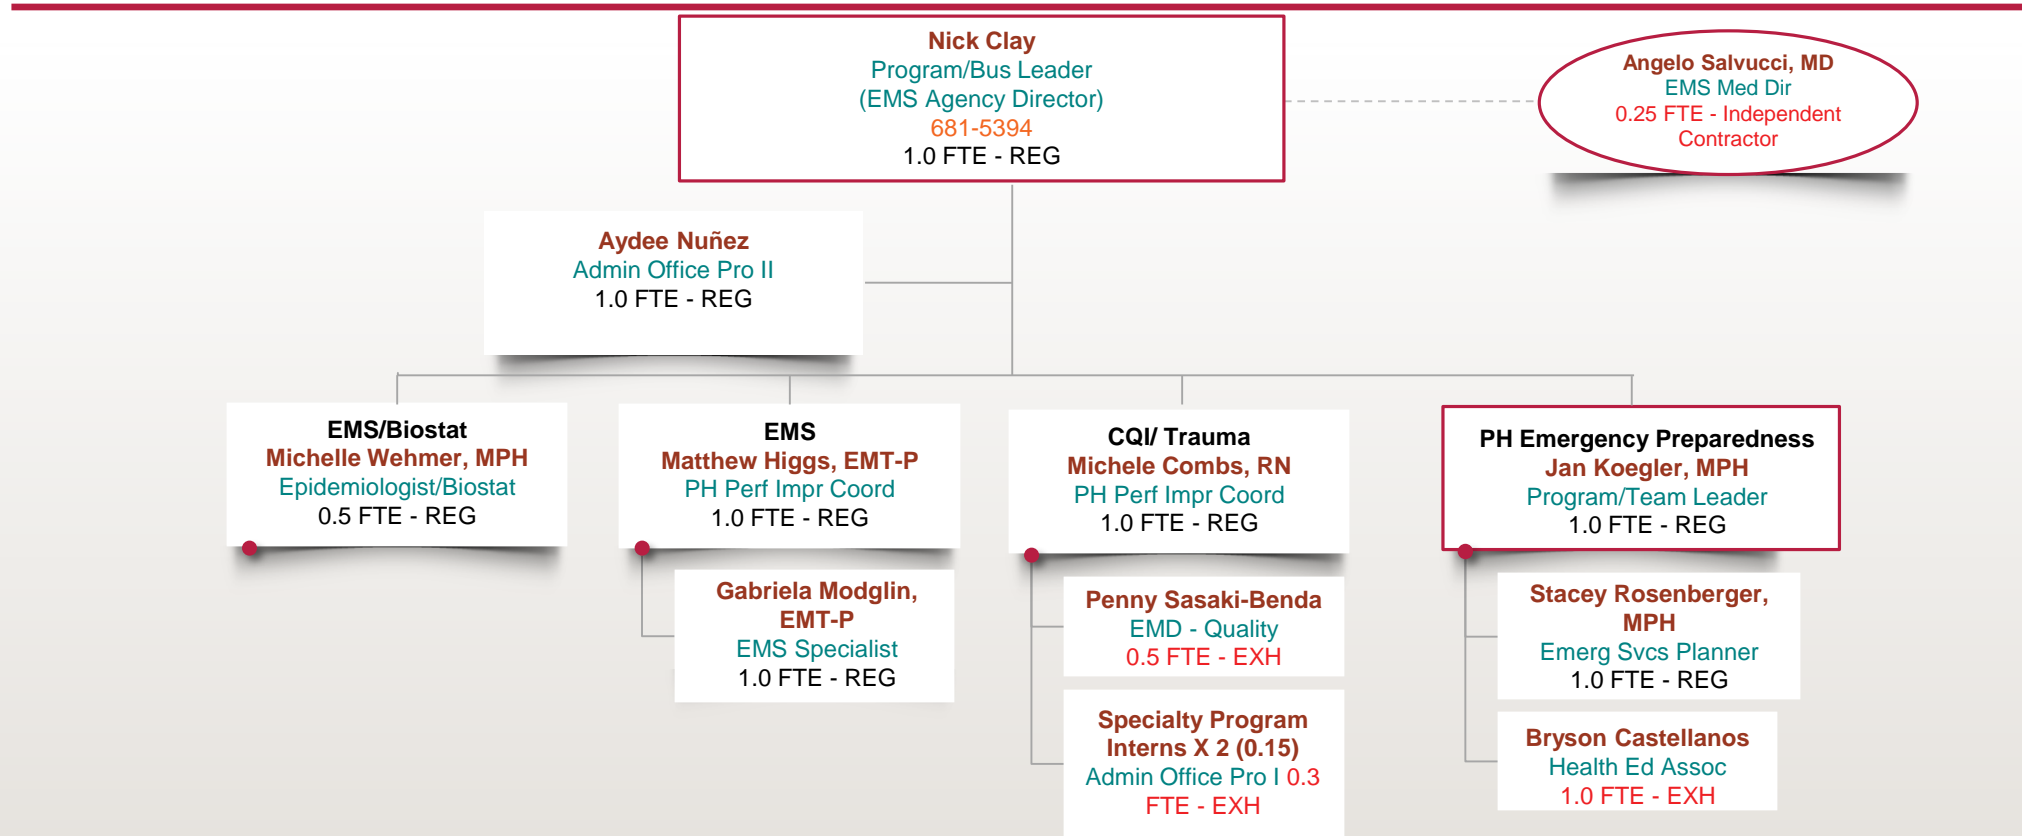 Nick Clay
Program/Bus Leader
(EMS Agency Director)
681-5394
1.0 FTE - REG
Angelo Salvucci, MD
EMS Med Dir
0.25 FTE - Independent
Contractor
Aydee Nuñez
Admin Office Pro II
1.0 FTE - REG
EMS/Biostat
Michelle Wehmer, MPH
Epidemiologist/Biostat
0.5 FTE - REG
EMS
Matthew Higgs, EMT-P
PH Perf Impr Coord
1.0 FTE - REG
Gabriela Modglin,
EMT-P
EMS Specialist
1.0 FTE - REG
CQI/ Trauma
Michele Combs, RN
PH Perf Impr Coord
1.0 FTE - REG
Penny Sasaki-Benda
EMD - Quality
0.5 FTE - EXH
Specialty Program
Interns X 2 (0.15)
Admin Office Pro I 0.3
FTE - EXH
PH Emergency Preparedness
Jan Koegler, MPH
Program/Team Leader
1.0 FTE - REG
Stacey Rosenberger,
MPH
Emerg Svcs Planner
1.0 FTE - REG
Bryson Castellanos
Health Ed Assoc
1.0 FTE - EXH